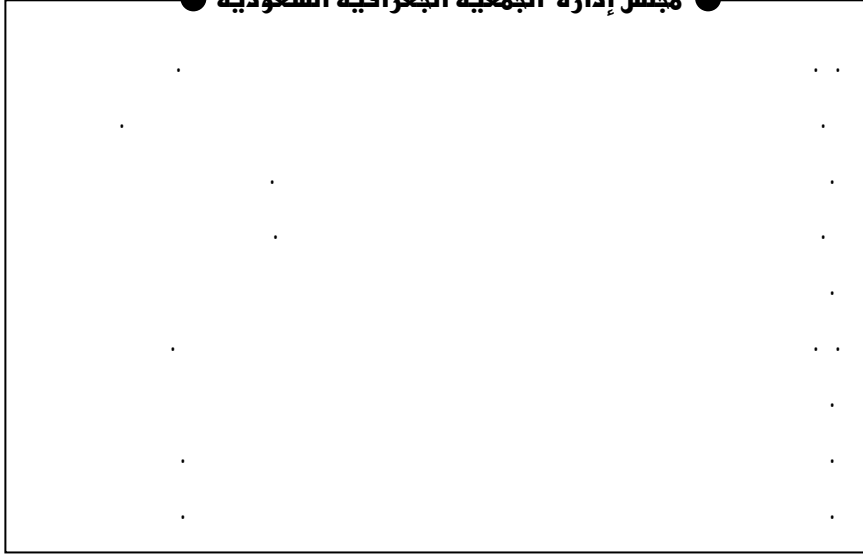 ● مجلس إدارة الجمعية الجغرافية السعودية ●
. . .
. .
. .
. .
.
. . .
.
. .
. .